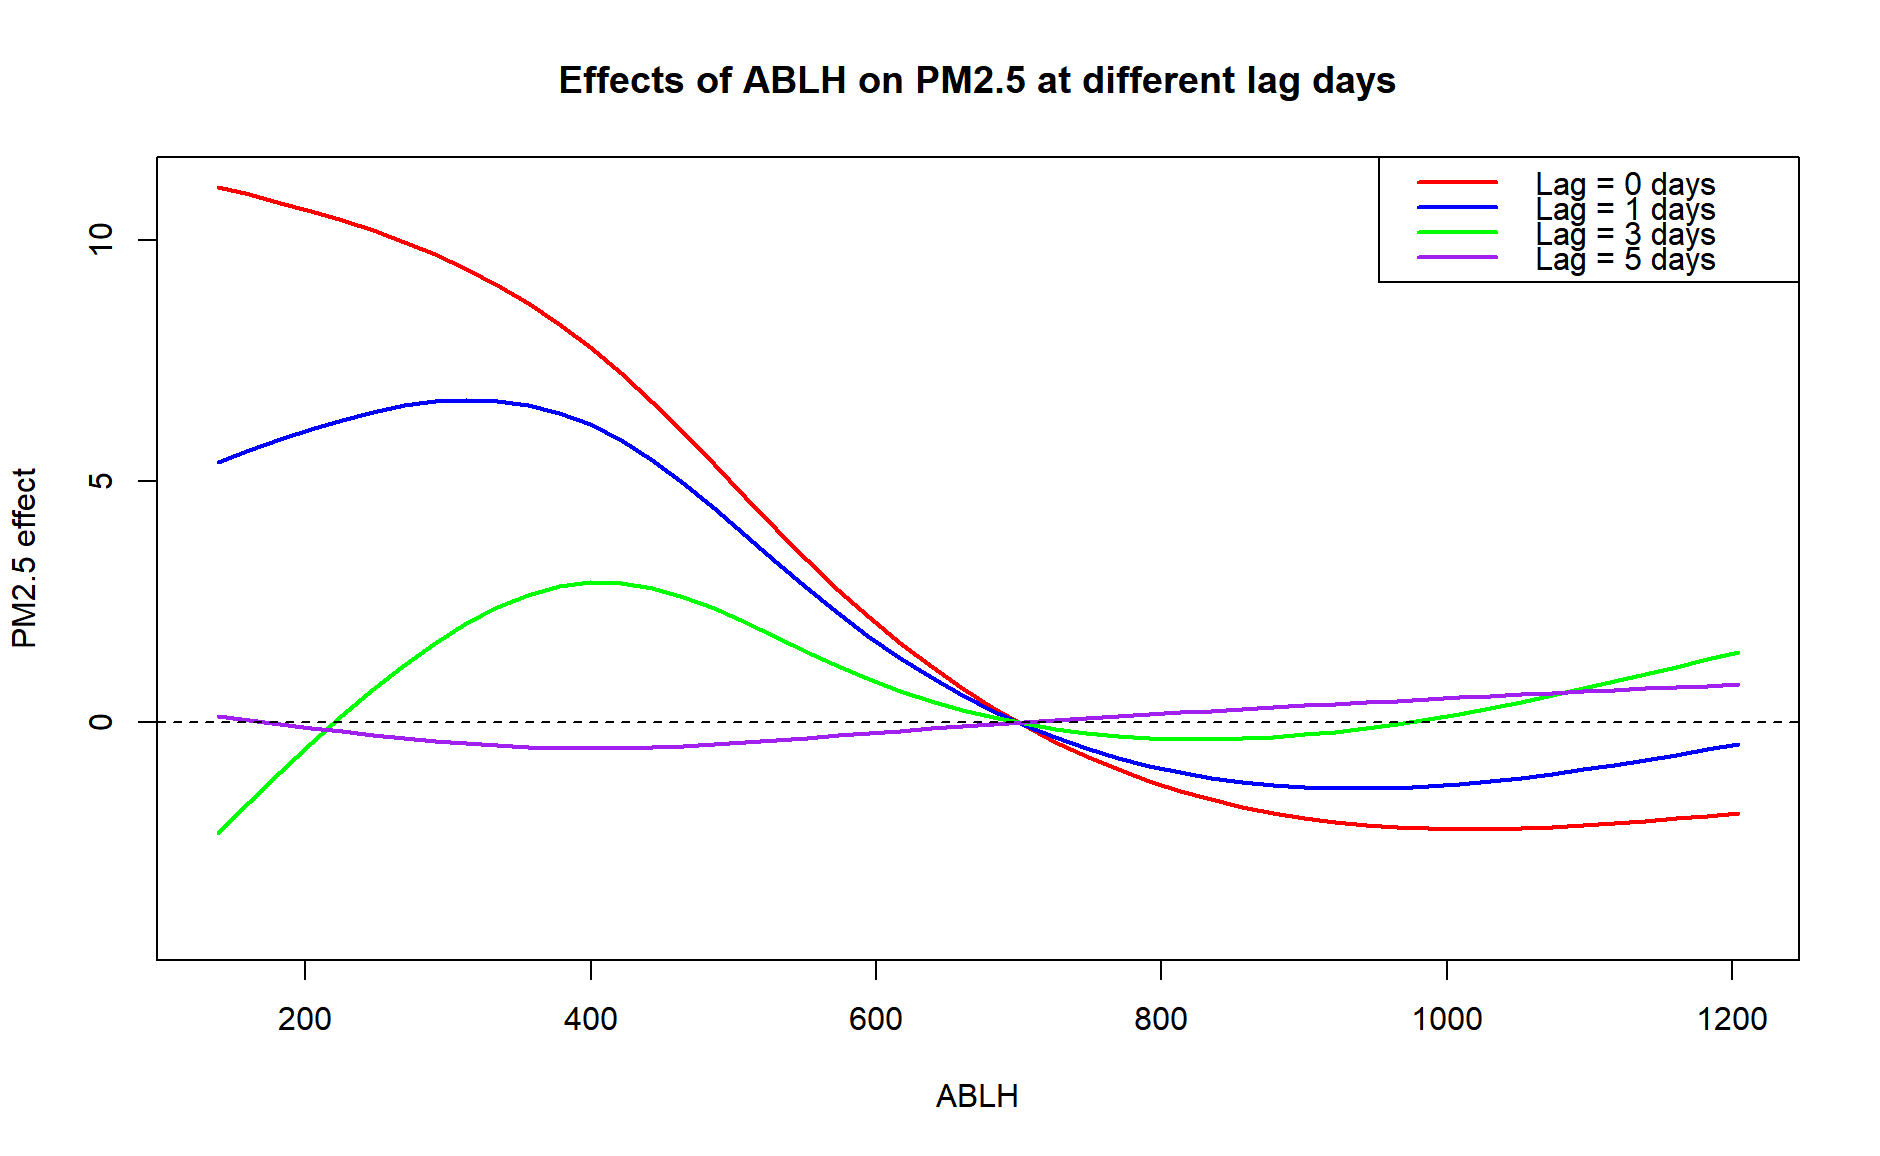 Effects of ABLH on PM2.5 at different lag days
Lag = 0 days
Lag = 1 days
Lag = 3 days
Lag = 5 days
PM2.5 effect
10
5
0
200 400 600 800 1000 1200
ABLH